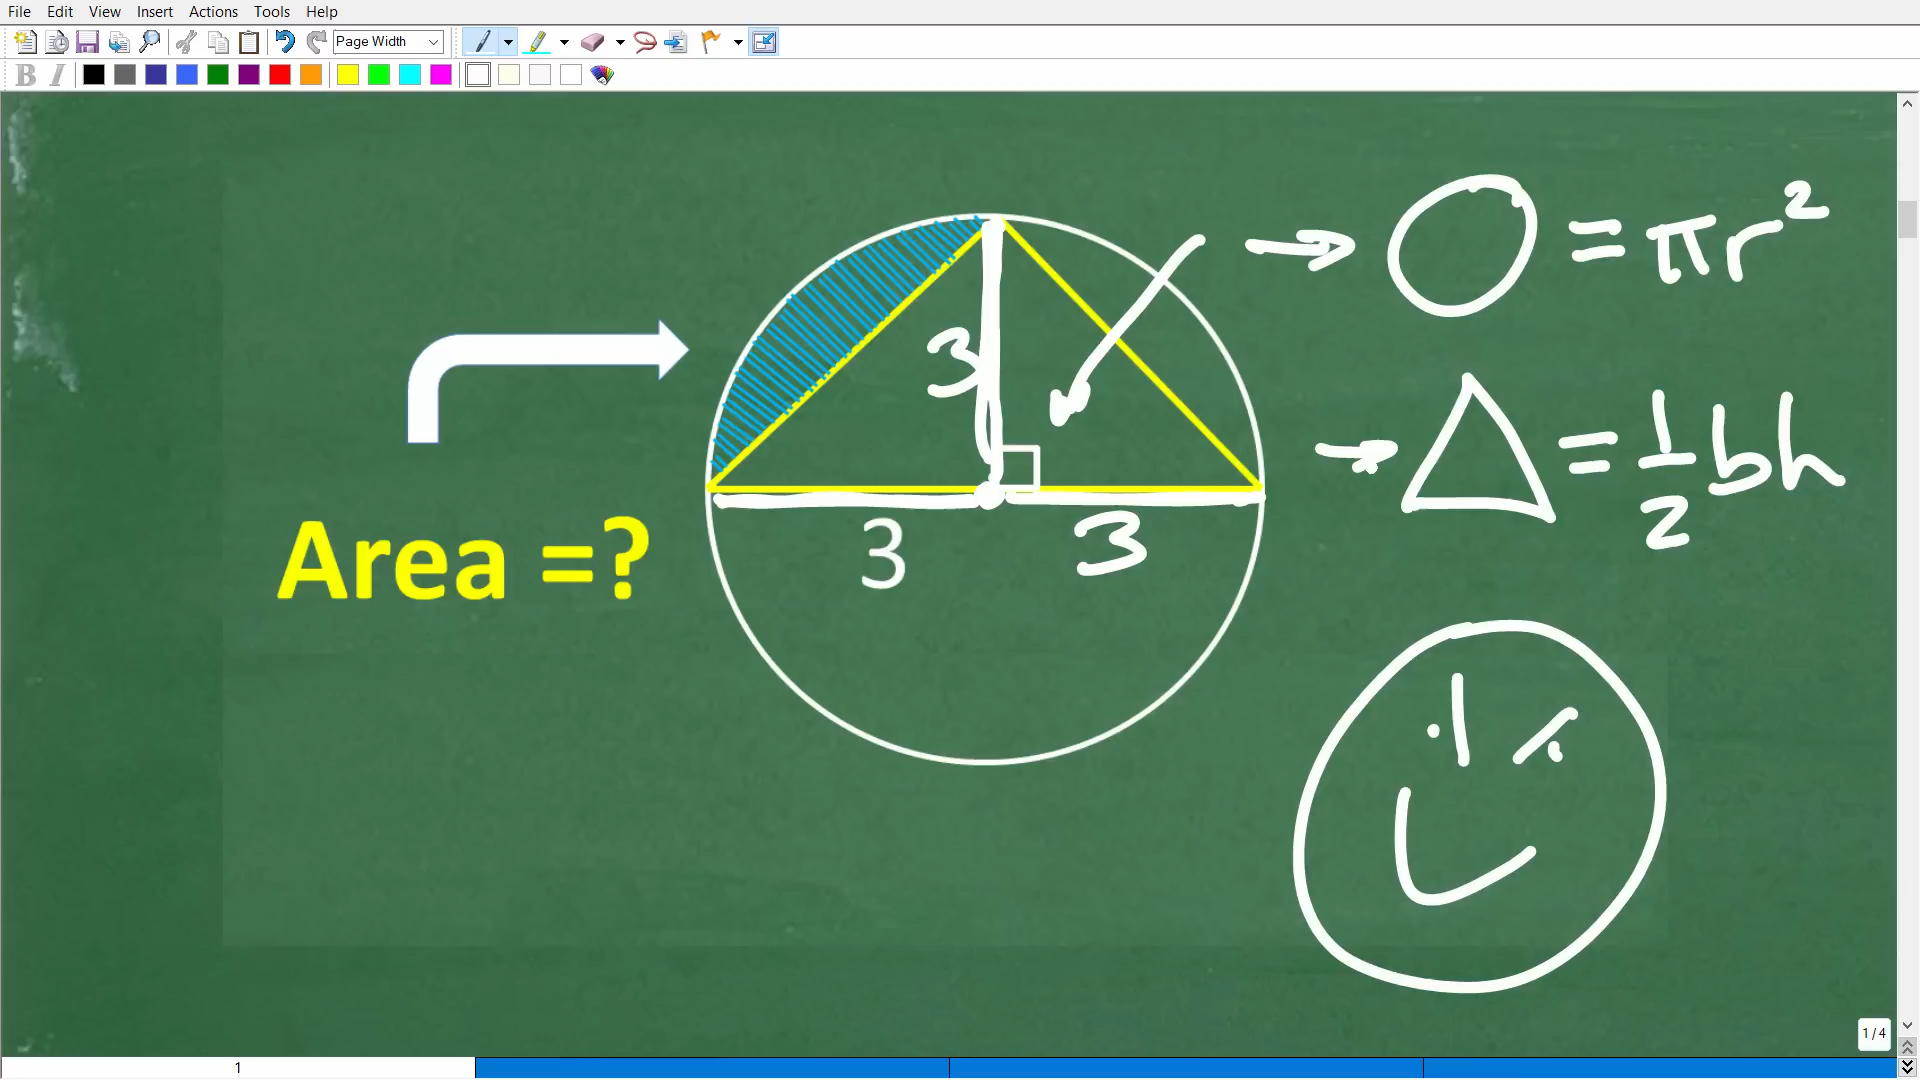 File Edit View Insert Actions Tools Help
Page Width
B I
○ = πr²
3
△ = 1/2 bh
Area =?
3
3
1 / 4
1